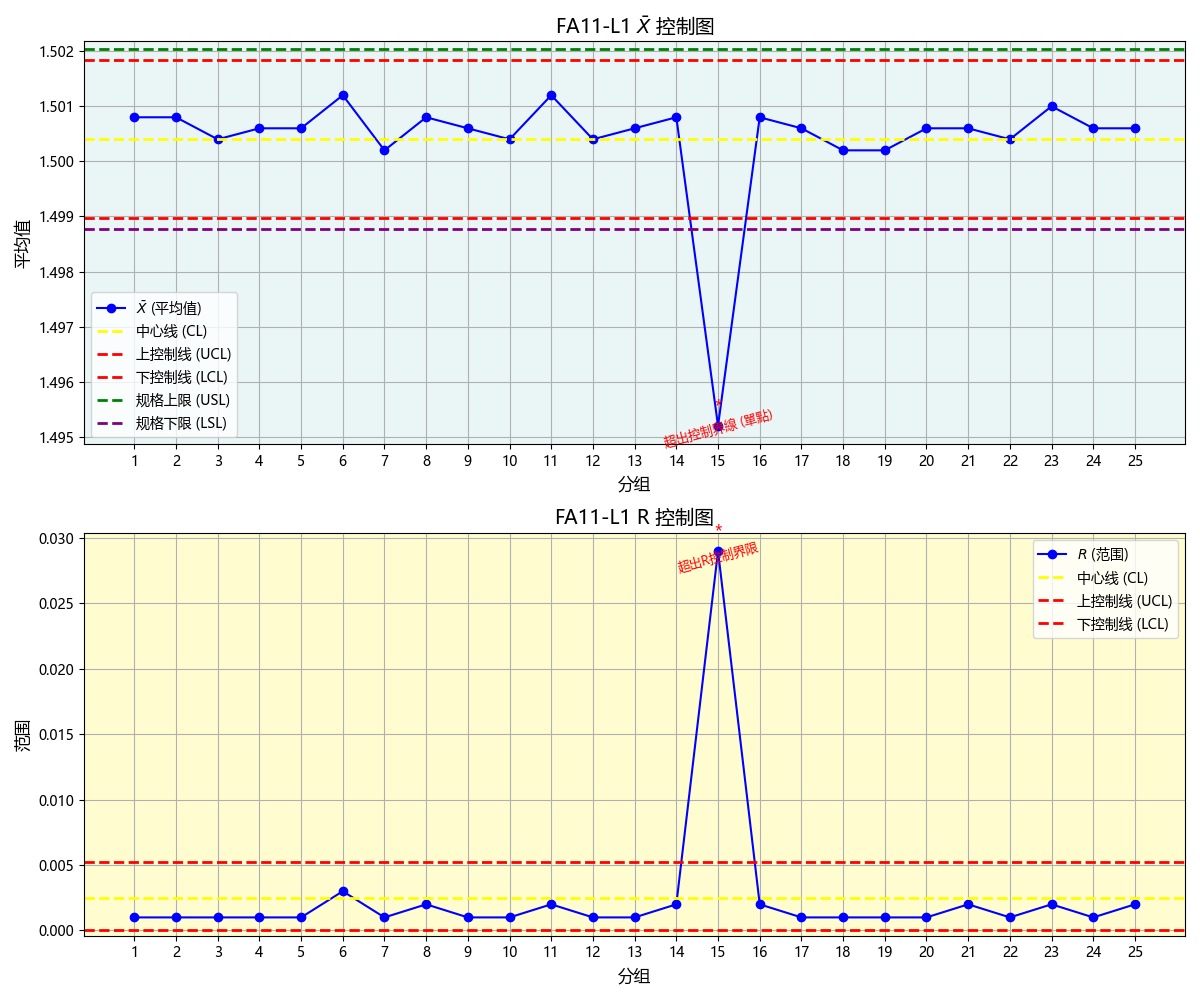 FA11-L1 X̄ 控制图
1.502
1.501
1.500
1.499
1.498
1.497
1.496
1.495
平均值
X̄ (平均值)
中心线 (CL)
上控制线 (UCL)
下控制线 (LCL)
规格上限 (USL)
规格下限 (LSL)
*
超出控制界線 (單點)
1 2 3 4 5 6 7 8 9 10 11 12 13 14 15 16 17 18 19 20 21 22 23 24 25
分组
FA11-L1 R 控制图
0.030
0.025
0.020
0.015
0.010
0.005
0.000
范围
*
超出R控制界限
R (范围)
中心线 (CL)
上控制线 (UCL)
下控制线 (LCL)
1 2 3 4 5 6 7 8 9 10 11 12 13 14 15 16 17 18 19 20 21 22 23 24 25
分组